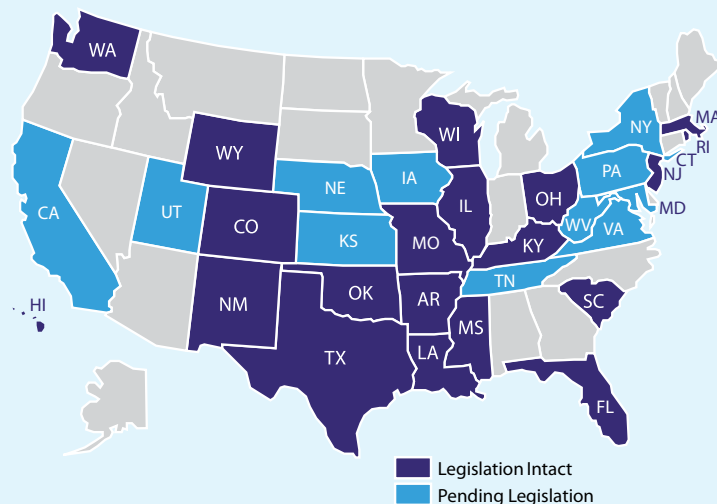 WA
MA
WI
NY
RI
WY
CT
PA
NJ
IA
NE
OH
MD
IL
UT
CA
WV
VA
CO
KS
MO
KY
TN
OK
AR
NM
SC
HI
MS
TX
LA
FL
Legislation Intact
Pending Legislation